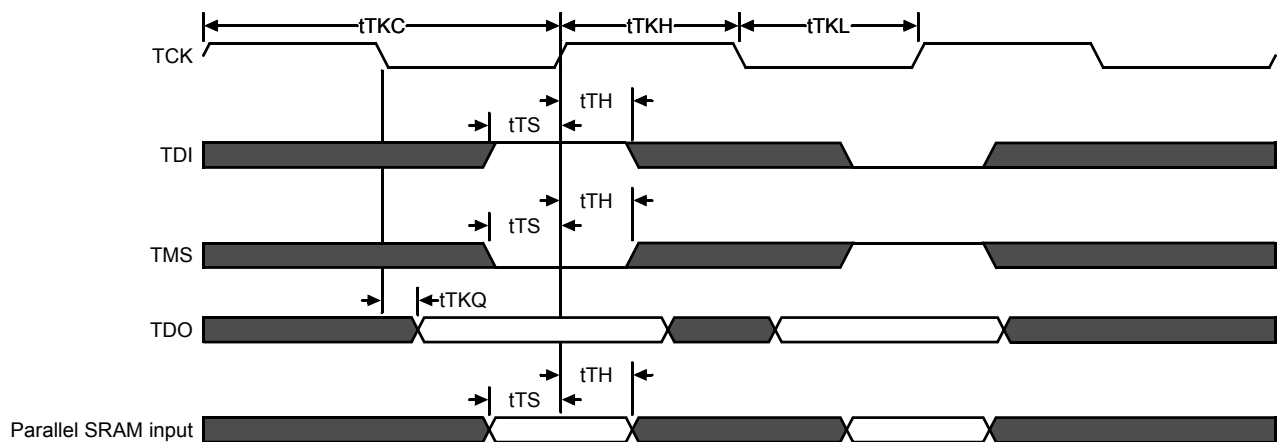 tTKC
tTKH
tTKL
TCK
tTH
tTS
TDI
tTH
tTS
TMS
tTKQ
TDO
tTH
tTS
Parallel SRAM input